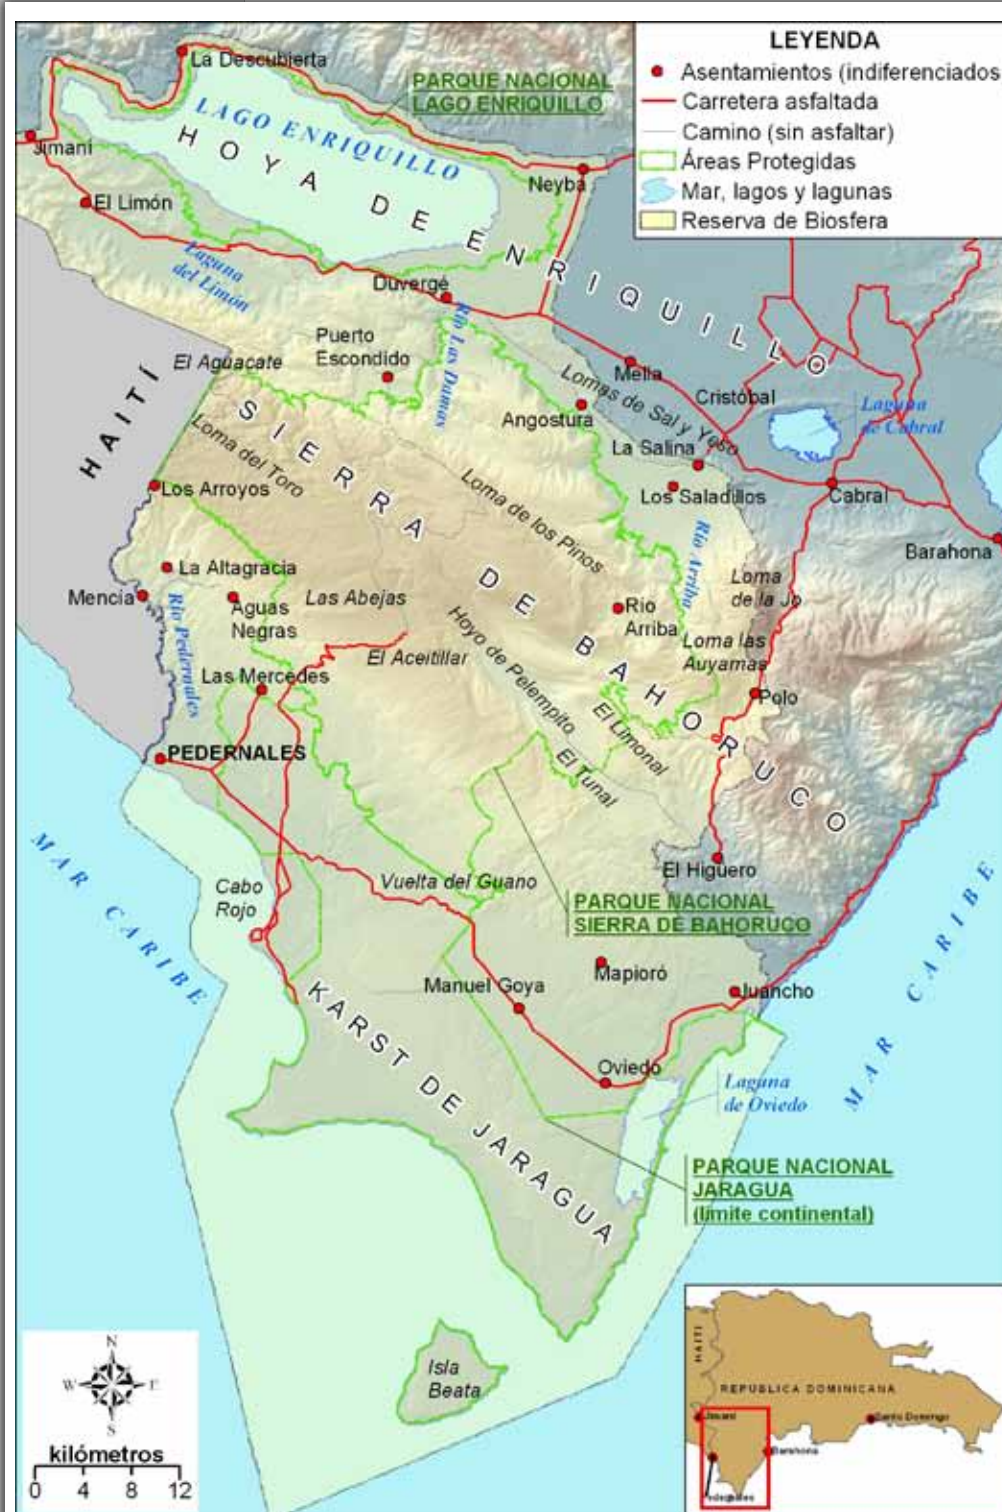 LEYENDA
Asentamientos (indiferenciados
Carretera asfaltada
Camino (sin asfaltar)
Áreas Protegidas
Mar, lagos y lagunas
Reserva de Biosfera
La Descubierta
PARQUE NACIONAL
LAGO ENRIQUILLO
LAGO ENRIQUILLO
HOYA DE ENRIQUILLO
Jimaní
Neyba
El Limón
Laguna
del Limón
Duvergé
Río Las Damas
Puerto
Escondido
El Aguacate
Mella
Cristóbal
Lomas de Sal y Yeso
Laguna
de Cabral
Angostura
HAITÍ
SIERRA DE BAHORUCO
Loma del Toro
La Salina
Los Arroyos
Loma de los Pinos
Los Saladillos
Cabral
Río Arriba
Barahona
La Altagracia
Loma
de la Jo
Mencia
Aguas
Negras
Las Abejas
Rio
Arriba
Río Pedernales
Hoyo de Pelempito
El Aceitillar
Loma las
Auyamas
Las Mercedes
Polo
El Limonal
PEDERNALES
El Tunal
El Higuero
Vuelta del Guano
Cabo
Rojo
PARQUE NACIONAL
SIERRA DE BAHORUCO
MAR CARIBE
MAR CARIBE
Mapioró
Manuel Goya
Juancho
KARST DE JARAGUA
Oviedo
Laguna
de Oviedo
PARQUE NACIONAL
JARAGUA
(límite continental)
Isla
Beata
N
W E
S
kilómetros
0 4 8 12
HAITI
REPUBLICA DOMINICANA
Jimaní
Santo Domingo
Barahona